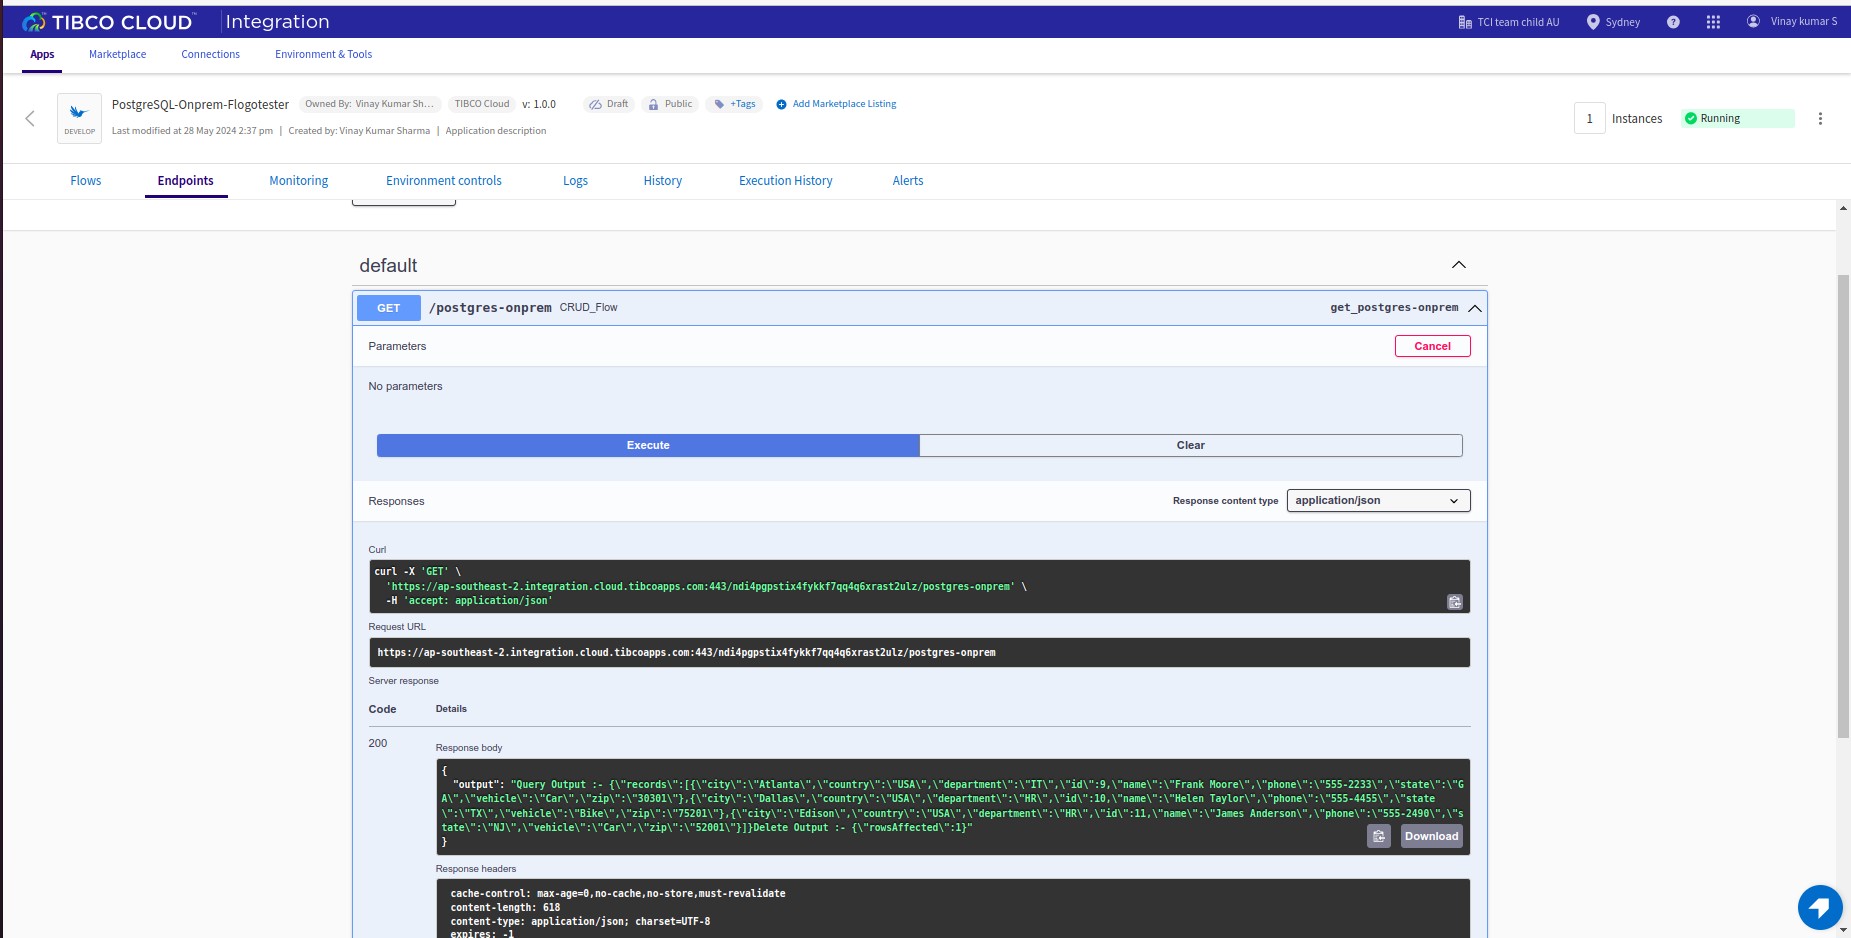 TIBCO CLOUD™ Integration TCI team child AU Sydney ? Vinay kumar S
Apps Marketplace Connections Environment & Tools
PostgreSQL-Onprem-Flogotester Owned By: Vinay Kumar Sh... TIBCO Cloud v: 1.0.0 Draft Public +Tags Add Marketplace Listing
DEVELOP
Last modified at 28 May 2024 2:37 pm | Created by: Vinay Kumar Sharma | Application description
1 Instances Running
Flows Endpoints Monitoring Environment controls Logs History Execution History Alerts
default
GET /postgres-onprem CRUD_Flow get_postgres-onprem
Parameters Cancel
No parameters
Execute Clear
Responses Response content type application/json
Curl
curl -X 'GET' \
'https://ap-southeast-2.integration.cloud.tibcoapps.com:443/ndi4pgpstix4fykkf7qq4q6xrast2ulz/postgres-onprem' \
-H 'accept: application/json'
Request URL
https://ap-southeast-2.integration.cloud.tibcoapps.com:443/ndi4pgpstix4fykkf7qq4q6xrast2ulz/postgres-onprem
Server response
Code Details
200
Response body
{
"output": "Query Output :- {\"records\":[{\"city\":\"Atlanta\",\"country\":\"USA\",\"department\":\"IT\",\"id\":9,\"name\":\"Frank Moore\",\"phone\":\"555-2233\",\"state\":\"G
A\",\"vehicle\":\"Car\",\"zip\":\"30301\"},{\"city\":\"Dallas\",\"country\":\"USA\",\"department\":\"HR\",\"id\":10,\"name\":\"Helen Taylor\",\"phone\":\"555-4455\",\"state
\":\"TX\",\"vehicle\":\"Bike\",\"zip\":\"75201\"},{\"city\":\"Edison\",\"country\":\"USA\",\"department\":\"HR\",\"id\":11,\"name\":\"James Anderson\",\"phone\":\"555-2490\",\"s
tate\":\"NJ\",\"vehicle\":\"Car\",\"zip\":\"52001\"}]}Delete Output :- {\"rowsAffected\":1}"
}
Download
Response headers
cache-control: max-age=0,no-cache,no-store,must-revalidate
content-length: 618
content-type: application/json; charset=UTF-8
expires: -1